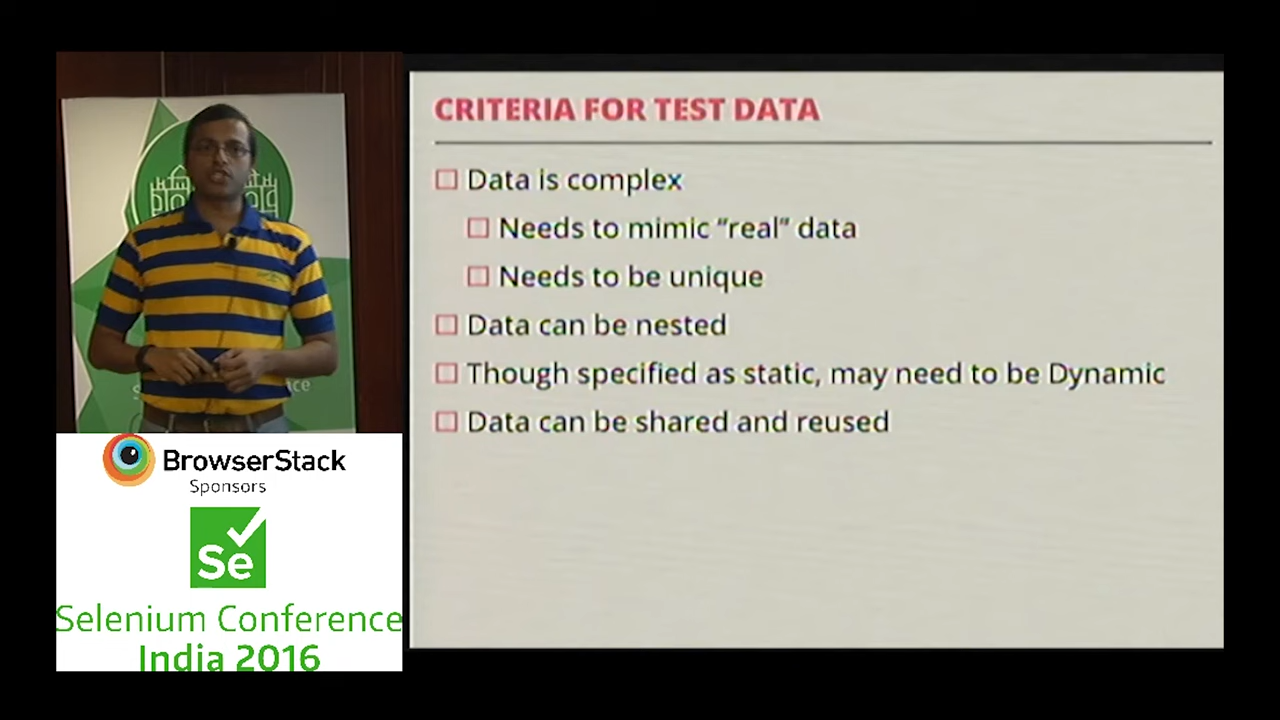 CRITERIA FOR TEST DATA
Data is complex
Needs to mimic “real” data
Needs to be unique
Data can be nested
Though specified as static, may need to be Dynamic
Data can be shared and reused
BrowserStack
Sponsors
Se
Selenium Conference
India 2016